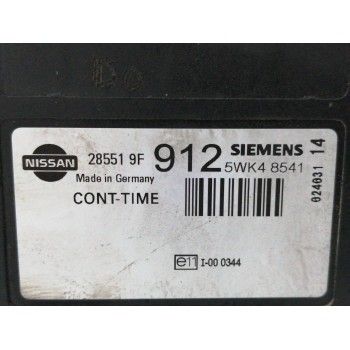 NISSAN
28551 9F 912 SIEMENS
Made in Germany
5WK4 8541
CONT-TIME
024031 14
e11 I-00 0344